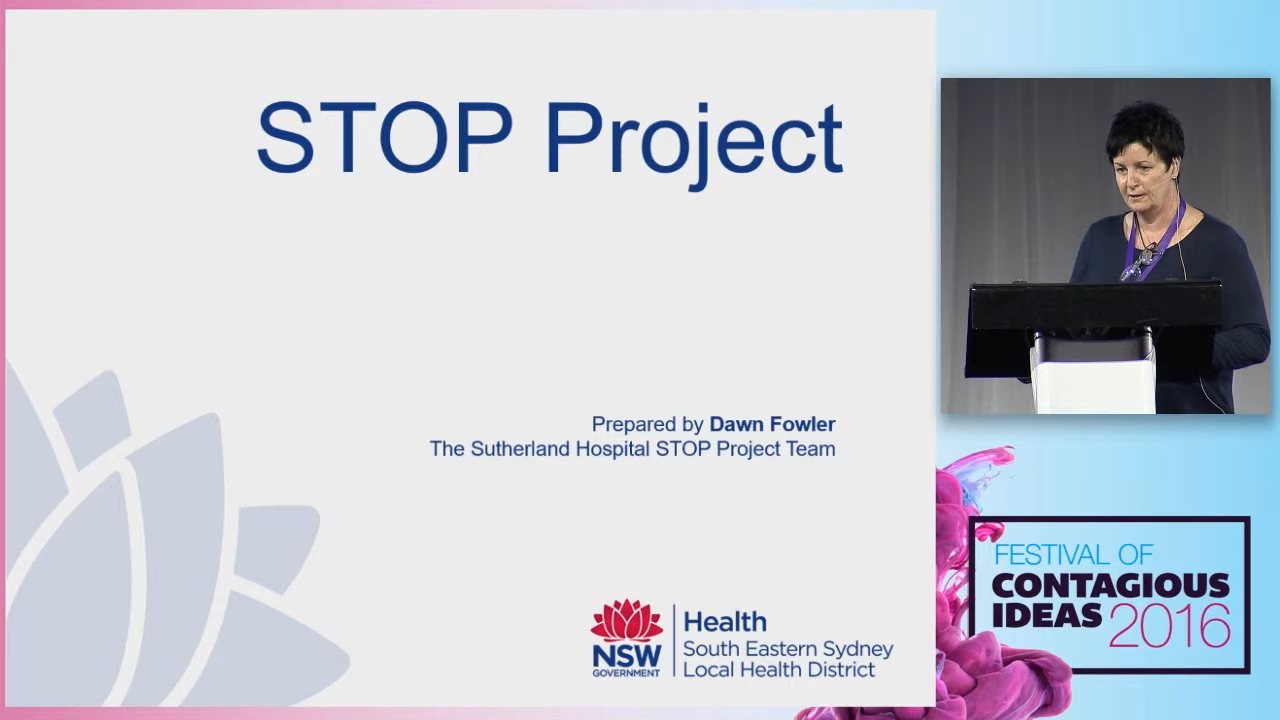 STOP Project
Prepared by Dawn Fowler
The Sutherland Hospital STOP Project Team
NSW
GOVERNMENT
Health
South Eastern Sydney
Local Health District
FESTIVAL OF
CONTAGIOUS
IDEAS 2016